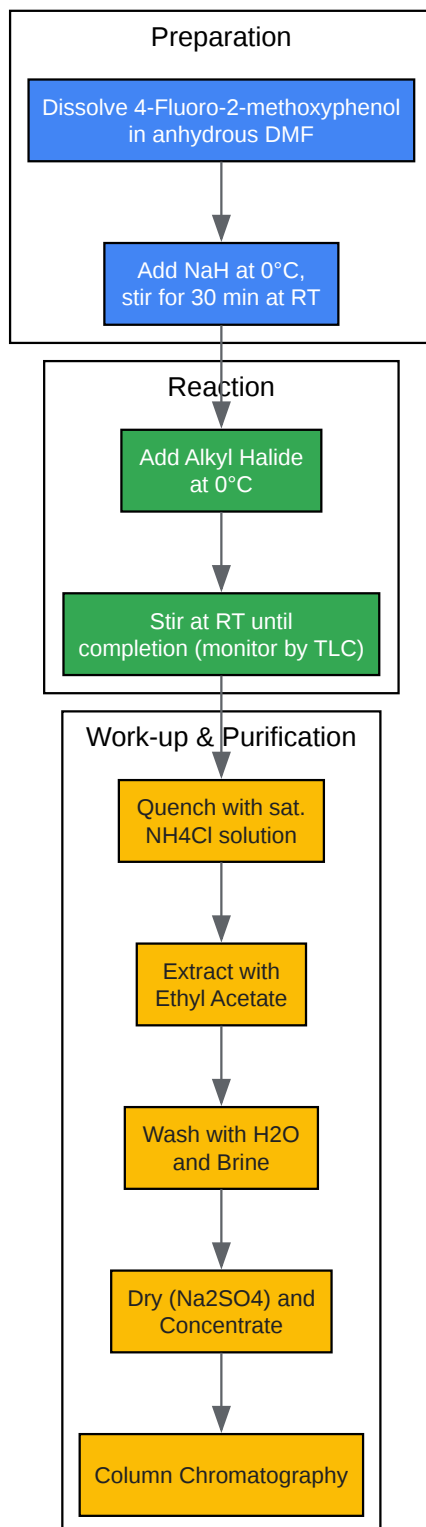 Preparation
Dissolve 4-Fluoro-2-methoxyphenol
in anhydrous DMF
Add NaH at 0°C,
stir for 30 min at RT
Reaction
Add Alkyl Halide
at 0°C
Stir at RT until
completion (monitor by TLC)
Work-up & Purification
Quench with sat.
NH4Cl solution
Extract with
Ethyl Acetate
Wash with H2O
and Brine
Dry (Na2SO4) and
Concentrate
Column Chromatography